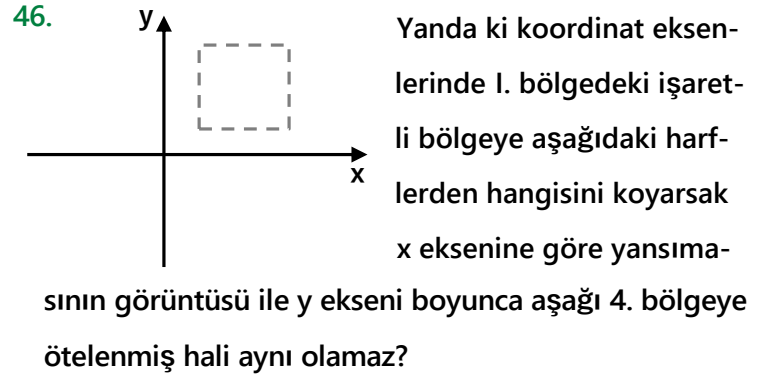 46.
y
x
Yanda ki koordinat eksen-
lerinde I. bölgedeki işaret-
li bölgeye aşağıdaki harf-
lerden hangisini koyarsak
x eksenine göre yansıma-
sının görüntüsü ile y ekseni boyunca aşağı 4. bölgeye
ötelenmiş hali aynı olamaz?